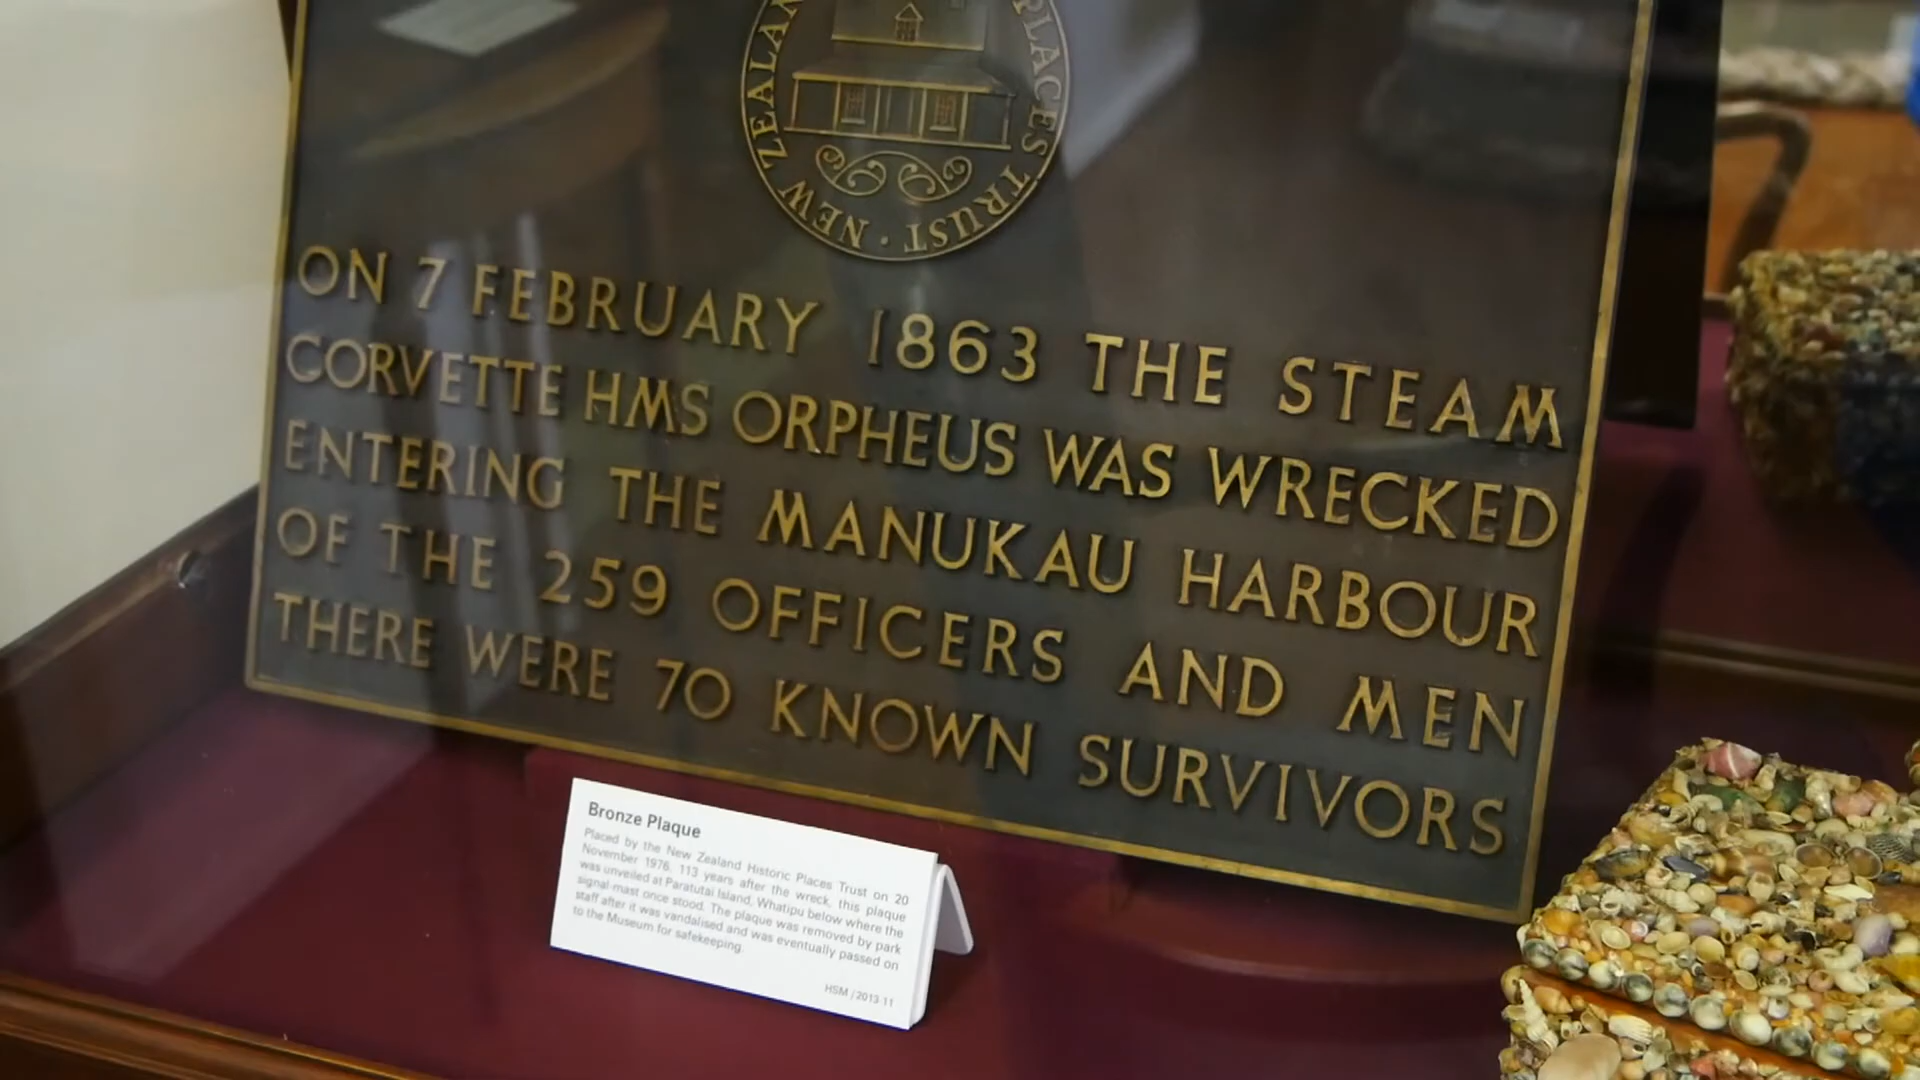 NEW ZEALAN PLACES TRUST ·
ON 7 FEBRUARY 1863 THE STEAM
CORVETTE HMS ORPHEUS WAS WRECKED
ENTERING THE MANUKAU HARBOUR
OF THE 259 OFFICERS AND MEN
THERE WERE 70 KNOWN SURVIVORS
Bronze Plaque
Placed by the New Zealand Historic Places Trust on 20
November 1976, 113 years after the wreck, this plaque
was unveiled at Paratutai Island, Whatipu below where the
signal-mast once stood. The plaque was removed by park
staff after it was vandalised and was eventually passed on
to the Museum for safekeeping.
HSM / 2013 11